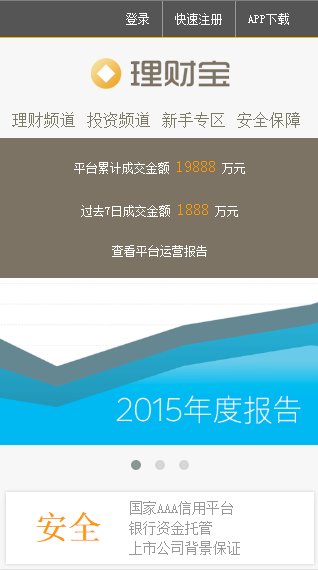 登录 快速注册 APP下载
理财宝
理财频道 投资频道 新手专区 安全保障
平台累计成交金额 19888 万元
过去7日成交金额 1888 万元
查看平台运营报告
2015年度报告
安全
国家AAA信用平台
银行资金托管
上市公司背景保证